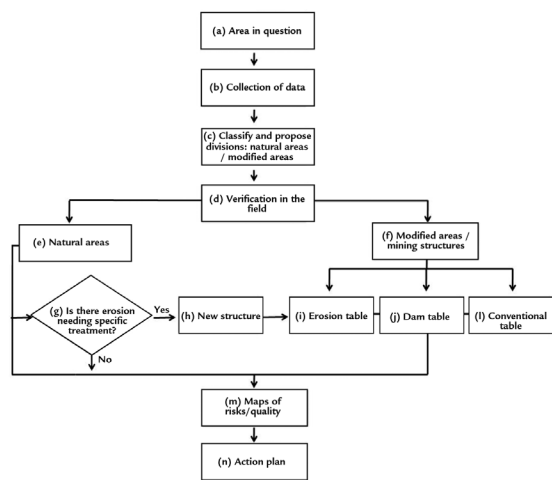 (a) Area in question
(b) Collection of data
(c) Classify and propose
divisions: natural areas
/ modified areas
(d) Verification in the
field
(e) Natural areas
(f) Modified areas /
mining structures
(g) Is there erosion
needing specific
treatment?
Yes
No
(h) New structure
(i) Erosion table
(j) Dam table
(l) Conventional
table
(m) Maps of
risks/quality
(n) Action plan